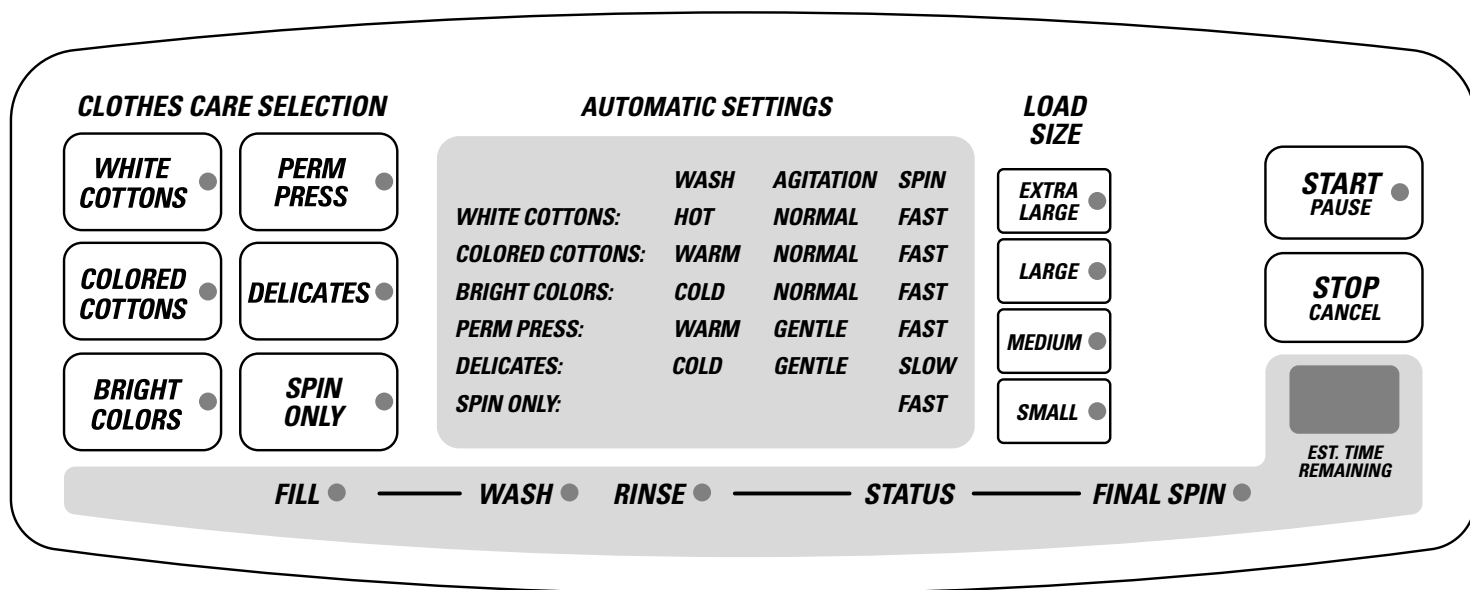 CLOTHES CARE SELECTION
WHITE
COTTONS
PERM
PRESS
COLORED
COTTONS
DELICATES
BRIGHT
COLORS
SPIN
ONLY
AUTOMATIC SETTINGS
WASH AGITATION SPIN
WHITE COTTONS: HOT NORMAL FAST
COLORED COTTONS: WARM NORMAL FAST
BRIGHT COLORS: COLD NORMAL FAST
PERM PRESS: WARM GENTLE FAST
DELICATES: COLD GENTLE SLOW
SPIN ONLY: FAST
LOAD
SIZE
EXTRA
LARGE
LARGE
MEDIUM
SMALL
START
PAUSE
STOP
CANCEL
EST. TIME
REMAINING
FILL WASH RINSE STATUS FINAL SPIN